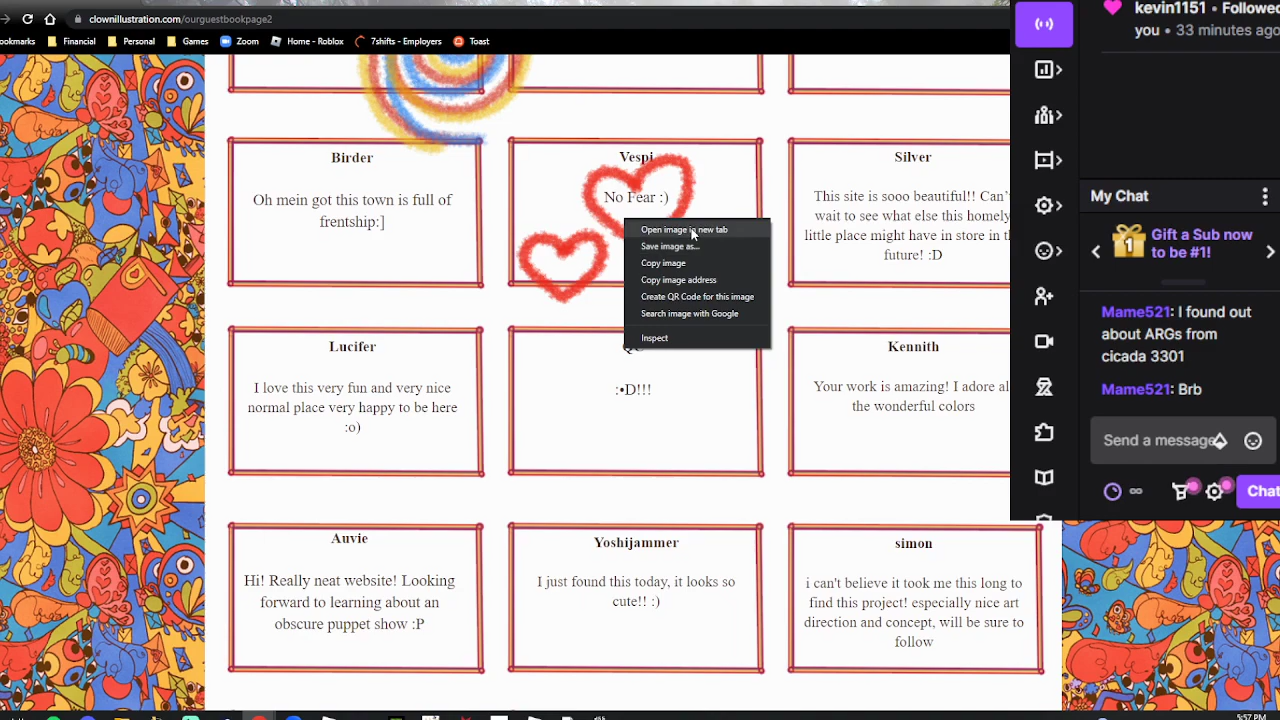 clownillustration.com/ourguestbookpage2
ookmarks Financial Personal Games Zoom Home - Roblox 7shifts - Employers Toast
kevin1151 • Followed
you • 33 minutes ago
My Chat
Gift a Sub now
to be #1!
1
Mame521: I found out
about ARGs from
cicada 3301
Mame521: Brb
Send a message
Chat
Birder
Oh mein got this town is full of
frentship:]
Vespi
No Fear :)
Silver
This site is sooo beautiful!! Can't
wait to see what else this homely
little place might have in store in th
future! :D
Open image in new tab
Save image as...
Copy image
Copy image address
Create QR Code for this image
Search image with Google
Inspect
Lucifer
I love this very fun and very nice
normal place very happy to be here
:o)
:•D!!!
Kennith
Your work is amazing! I adore al
the wonderful colors
Auvie
Hi! Really neat website! Looking
forward to learning about an
obscure puppet show :P
Yoshijammer
I just found this today, it looks so
cute!! :)
simon
i can't believe it took me this long to
find this project! especially nice art
direction and concept, will be sure to
follow
5:57 PM